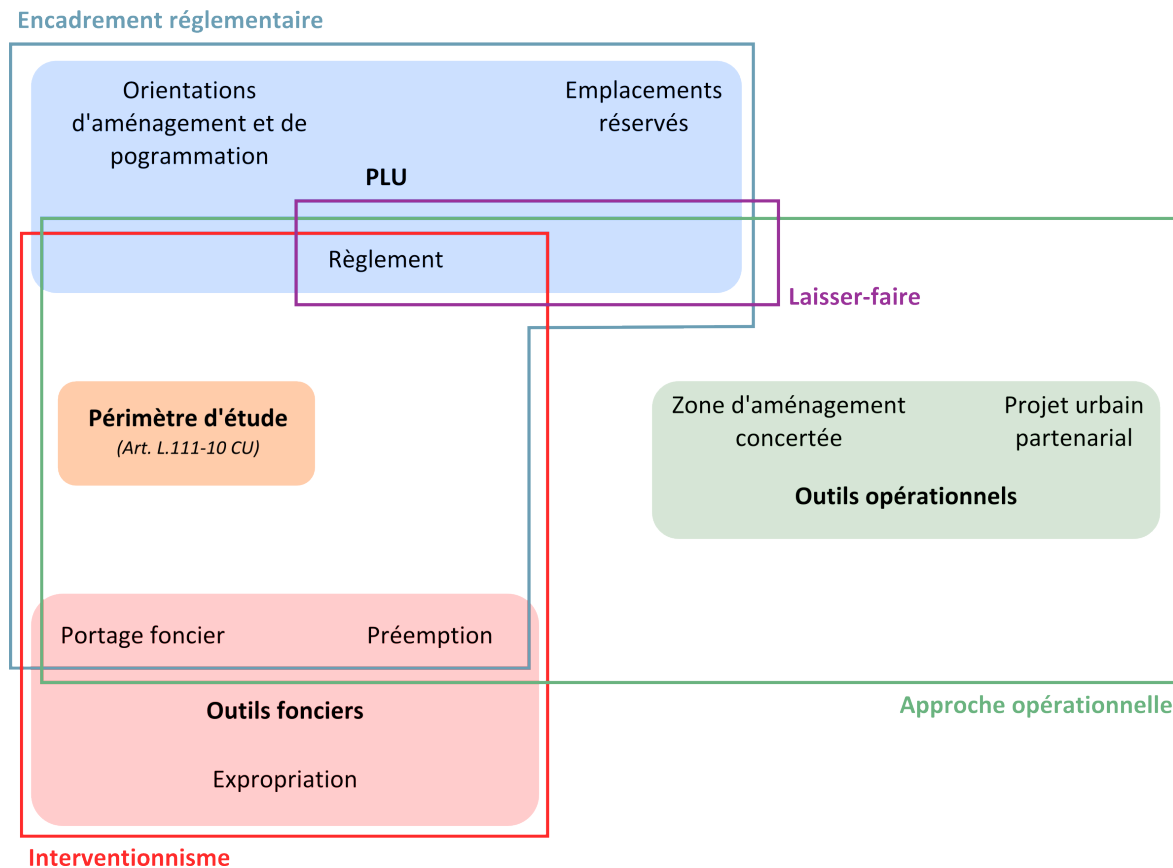 Encadrement réglementaire
Orientations
d'aménagement et de
pogrammation
Emplacements
réservés
PLU
Règlement
Laisser-faire
Périmètre d'étude
(Art. L.111-10 CU)
Zone d'aménagement
concertée
Projet urbain
partenarial
Outils opérationnels
Portage foncier
Préemption
Outils fonciers
Approche opérationnelle
Expropriation
Interventionnisme